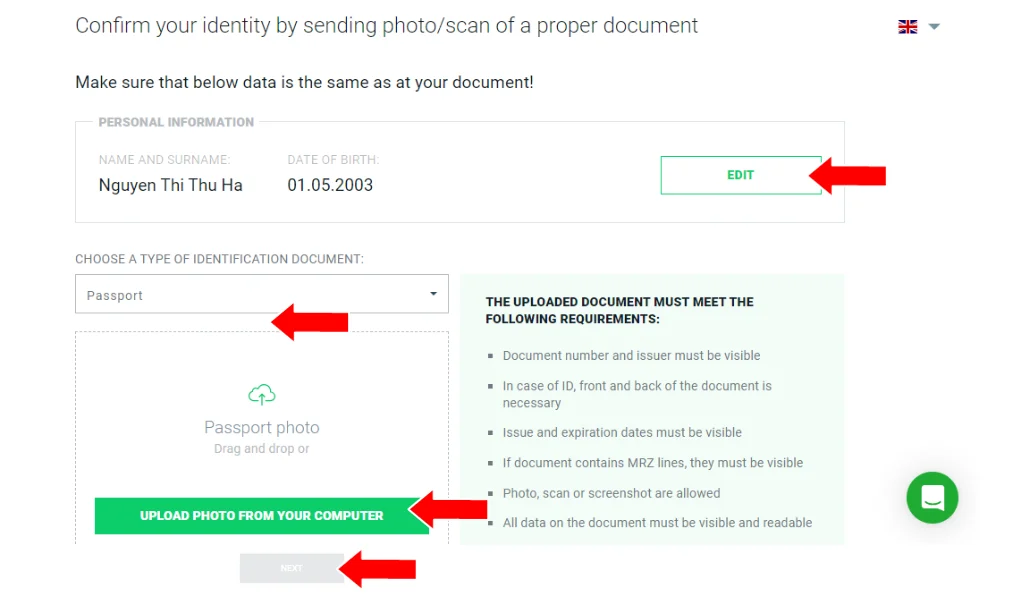 Confirm your identity by sending photo/scan of a proper document
Make sure that below data is the same as at your document!
PERSONAL INFORMATION
NAME AND SURNAME:
DATE OF BIRTH:
Nguyen Thi Thu Ha
01.05.2003
EDIT
CHOOSE A TYPE OF IDENTIFICATION DOCUMENT:
Passport
Passport photo
Drag and drop or
UPLOAD PHOTO FROM YOUR COMPUTER
NEXT
THE UPLOADED DOCUMENT MUST MEET THE
FOLLOWING REQUIREMENTS:
Document number and issuer must be visible
In case of ID, front and back of the document is
necessary
Issue and expiration dates must be visible
If document contains MRZ lines, they must be visible
Photo, scan or screenshot are allowed
All data on the document must be visible and readable